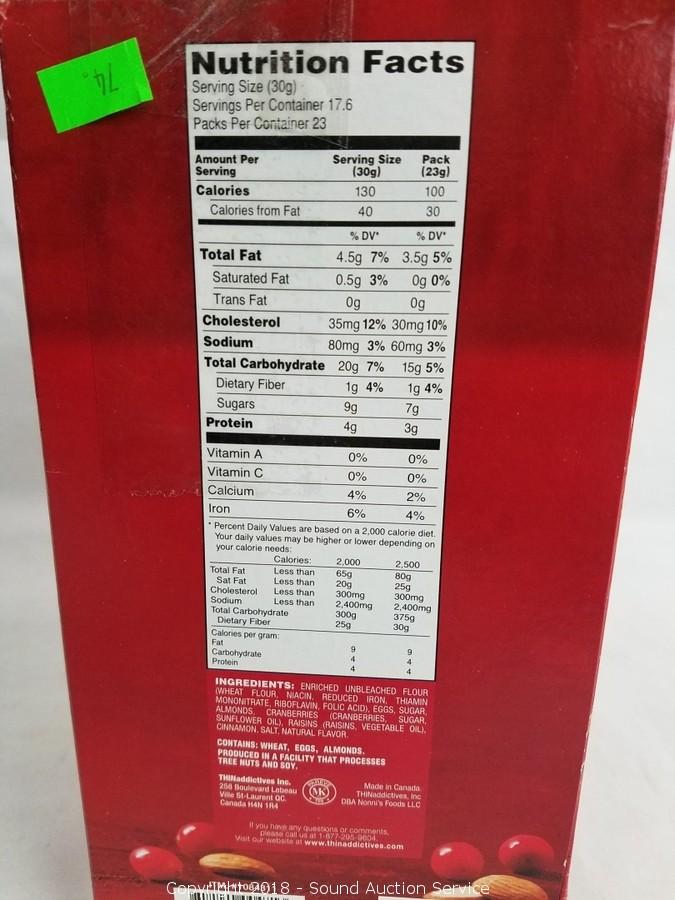 74
Nutrition Facts
Serving Size (30g)
Servings Per Container 17.6
Packs Per Container 23
Amount Per Serving Size Pack
Serving (30g) (23g)
Calories 130 100
Calories from Fat 40 30
% DV* % DV*
Total Fat 4.5g 7% 3.5g 5%
Saturated Fat 0.5g 3% 0g 0%
Trans Fat 0g 0g
Cholesterol 35mg 12% 30mg 10%
Sodium 80mg 3% 60mg 3%
Total Carbohydrate 20g 7% 15g 5%
Dietary Fiber 1g 4% 1g 4%
Sugars 9g 7g
Protein 4g 3g
Vitamin A 0% 0%
Vitamin C 0% 0%
Calcium 4% 2%
Iron 6% 4%
* Percent Daily Values are based on a 2,000 calorie diet.
Your daily values may be higher or lower depending on
your calorie needs:
Calories: 2,000 2,500
Total Fat Less than 65g 80g
Sat Fat Less than 20g 25g
Cholesterol Less than 300mg 300mg
Sodium Less than 2,400mg 2,400mg
Total Carbohydrate 300g 375g
Dietary Fiber 25g 30g
Calories per gram:
Fat 9 9
Carbohydrate 4 4
Protein 4 4
INGREDIENTS: ENRICHED UNBLEACHED FLOUR
(WHEAT FLOUR, NIACIN, REDUCED IRON, THIAMIN
MONONITRATE, RIBOFLAVIN, FOLIC ACID), EGGS, SUGAR,
ALMONDS, CRANBERRIES (CRANBERRIES, SUGAR,
SUNFLOWER OIL), RAISINS (RAISINS, VEGETABLE OIL),
CINNAMON, SALT, NATURAL FLAVOR.
CONTAINS: WHEAT, EGGS, ALMONDS.
PRODUCED IN A FACILITY THAT PROCESSES
TREE NUTS AND SOY.
THINaddictives Inc.
256 Boulevard Lebeau
Ville St-Laurent QC.
Canada H4N 1R4
MK
Made in Canada.
THINaddictives, Inc
DBA Nonni's Foods LLC
If you have any questions or comments,
please call us at 1-877-295-9604.
Visit our website at www.thinaddictives.com
Copyright 2018 - Sound Auction Service